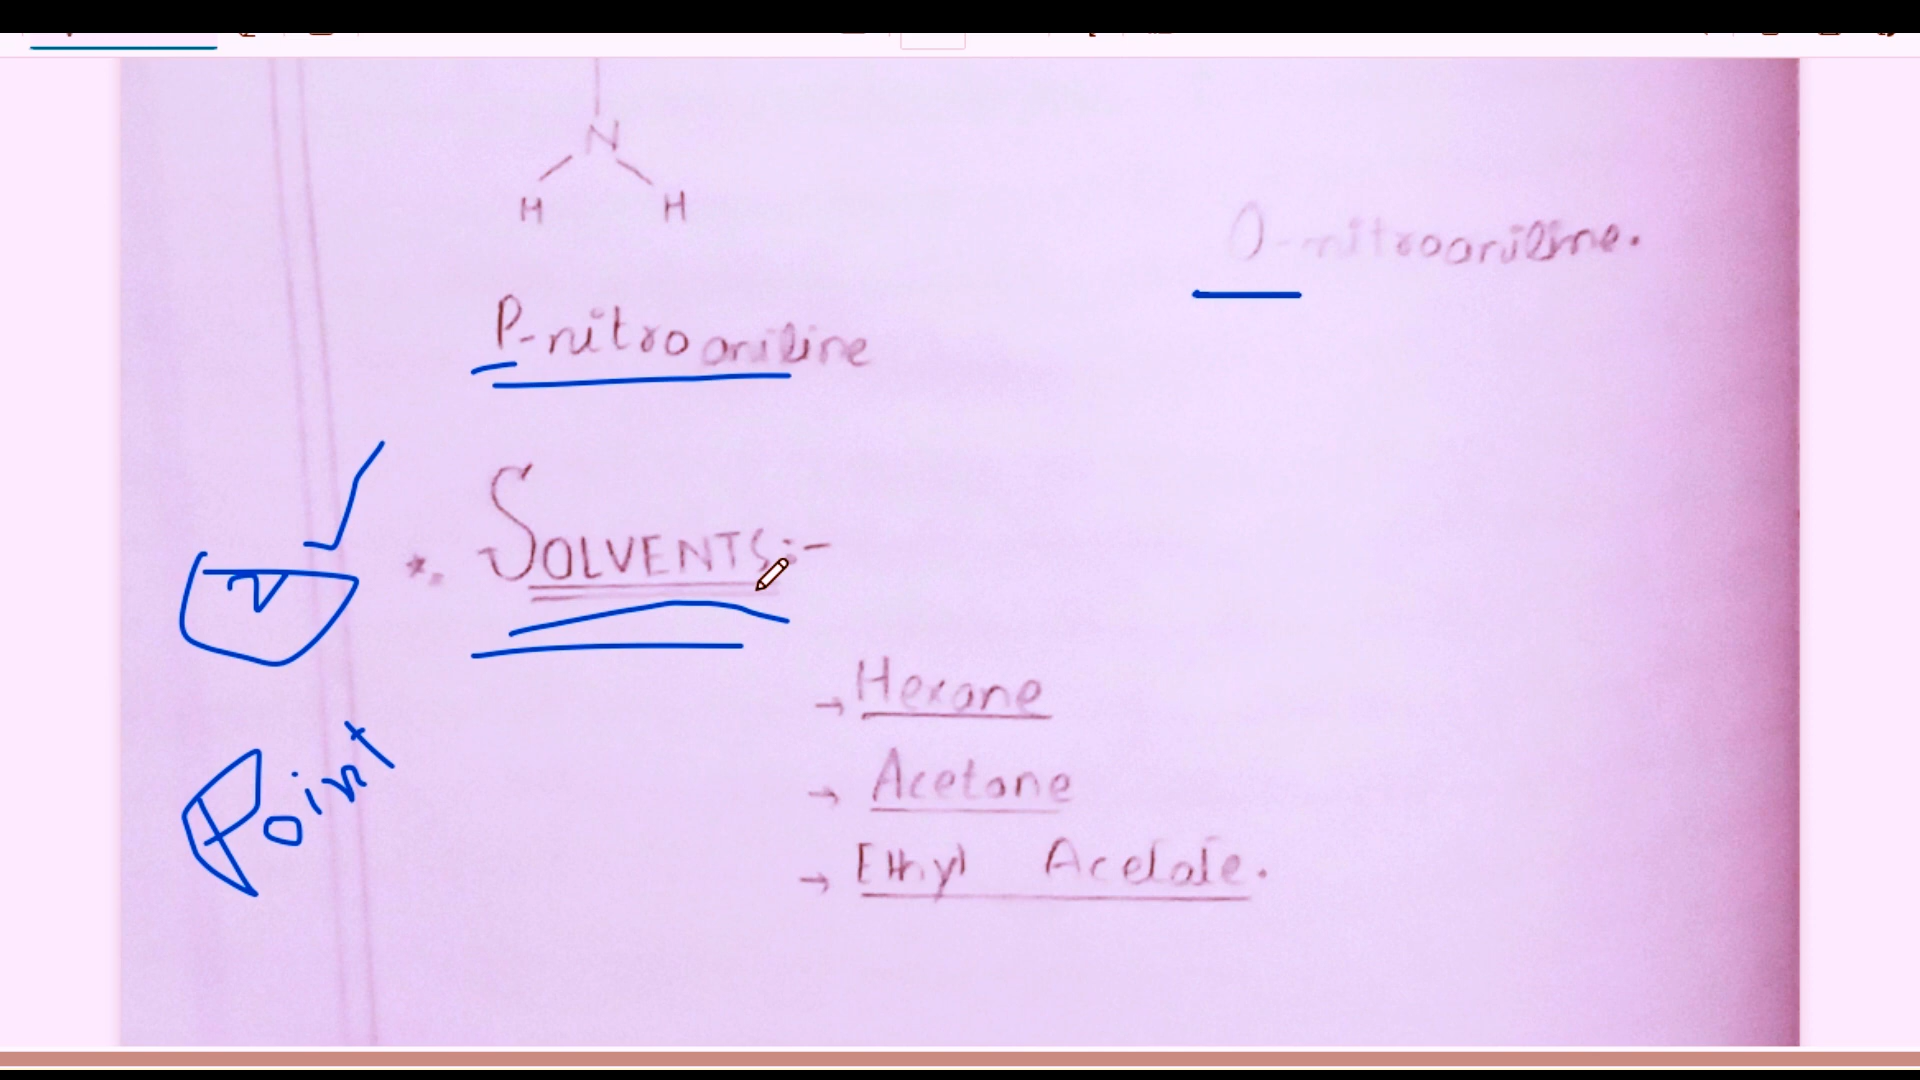 N
H H
O-nitroaniline.
P-nitroaniline
*. SOLVENTS:-
→ Hexane
→ Acetone
→ Ethyl Acetate.
Point